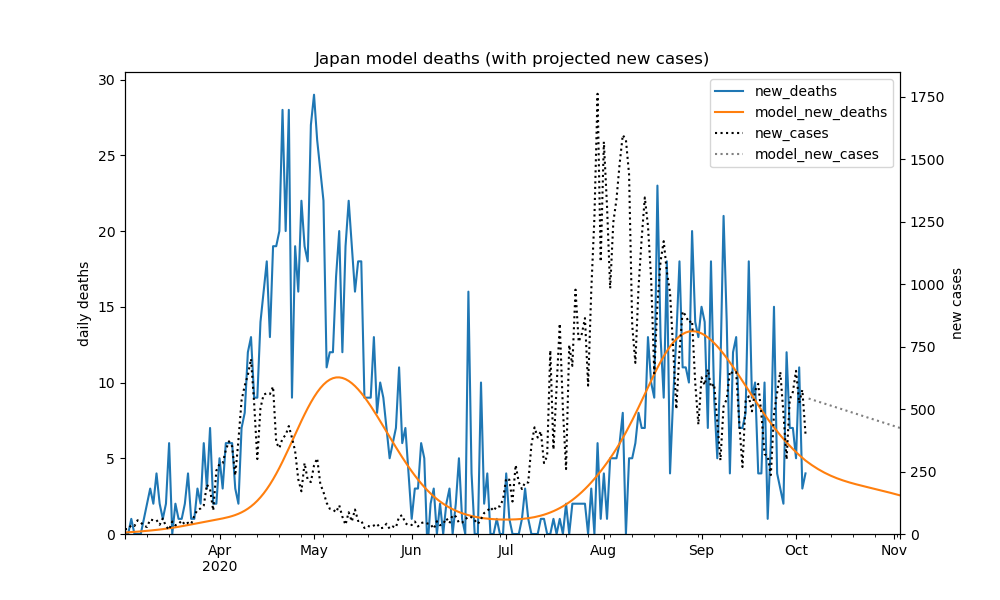 Japan model deaths (with projected new cases)
new_deaths
model_new_deaths
new_cases
model_new_cases
daily deaths
30
25
20
15
10
5
0
new cases
1750
1500
1250
1000
750
500
250
0
Apr
2020
May
Jun
Jul
Aug
Sep
Oct
Nov